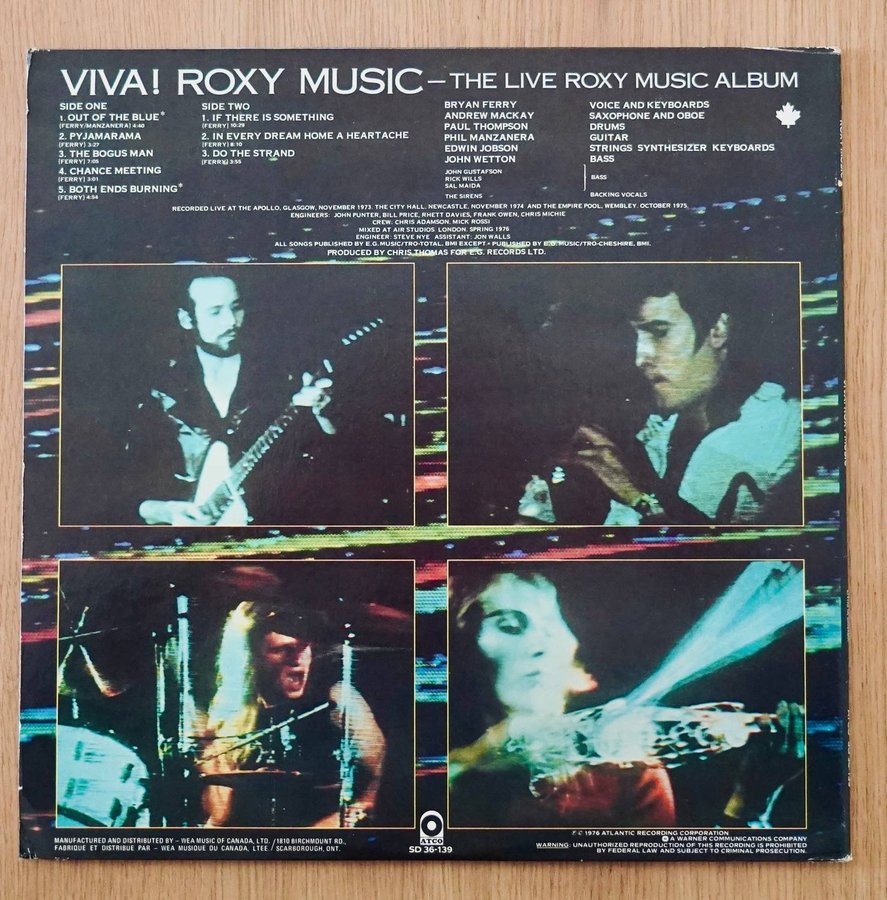 VIVA! ROXY MUSIC – THE LIVE ROXY MUSIC ALBUM
SIDE ONE
1. OUT OF THE BLUE*
[FERRY/MANZANERA] 4:40
2. PYJAMARAMA
[FERRY] 3:27
3. THE BOGUS MAN
[FERRY] 7:05
4. CHANCE MEETING
[FERRY] 3:01
5. BOTH ENDS BURNING*
[FERRY] 4:54
SIDE TWO
1. IF THERE IS SOMETHING
[FERRY] 10:29
2. IN EVERY DREAM HOME A HEARTACHE
[FERRY] 8:10
3. DO THE STRAND
[FERRY] 3:55
BRYAN FERRY VOICE AND KEYBOARDS
ANDREW MACKAY SAXOPHONE AND OBOE
PAUL THOMPSON DRUMS
PHIL MANZANERA GUITAR
EDWIN JOBSON STRINGS SYNTHESIZER KEYBOARDS
JOHN WETTON BASS
JOHN GUSTAFSON
RICK WILLS BASS
SAL MAIDA
THE SIRENS BACKING VOCALS
RECORDED LIVE AT THE APOLLO, GLASGOW, NOVEMBER 1973. THE CITY HALL, NEWCASTLE, NOVEMBER 1974 AND THE EMPIRE POOL, WEMBLEY, OCTOBER 1975.
ENGINEERS: JOHN PUNTER, BILL PRICE, RHETT DAVIES, FRANK OWEN, CHRIS MICHIE
CREW: CHRIS ADAMSON, MICK ROSSI
MIXED AT AIR STUDIOS LONDON, SPRING 1976
ENGINEER: STEVE NYE ASSISTANT: JON WALLS
ALL SONGS PUBLISHED BY E.G. MUSIC/TRO-TOTAL, BMI EXCEPT * PUBLISHED BY E.G. MUSIC/TRO-CHESHIRE, BMI.
PRODUCED BY CHRIS THOMAS FOR E.G. RECORDS LTD.
MANUFACTURED AND DISTRIBUTED BY – WEA MUSIC OF CANADA, LTD. /1810 BIRCHMOUNT RD.,
FABRIQUE ET DISTRIBUE PAR – WEA MUSIQUE DU CANADA, LTEE. / SCARBOROUGH, ONT.
ATCO
SD 36-139
℗ © 1976 ATLANTIC RECORDING CORPORATION
A WARNER COMMUNICATIONS COMPANY
WARNING: UNAUTHORIZED REPRODUCTION OF THIS RECORDING IS PROHIBITED
BY FEDERAL LAW AND SUBJECT TO CRIMINAL PROSECUTION.